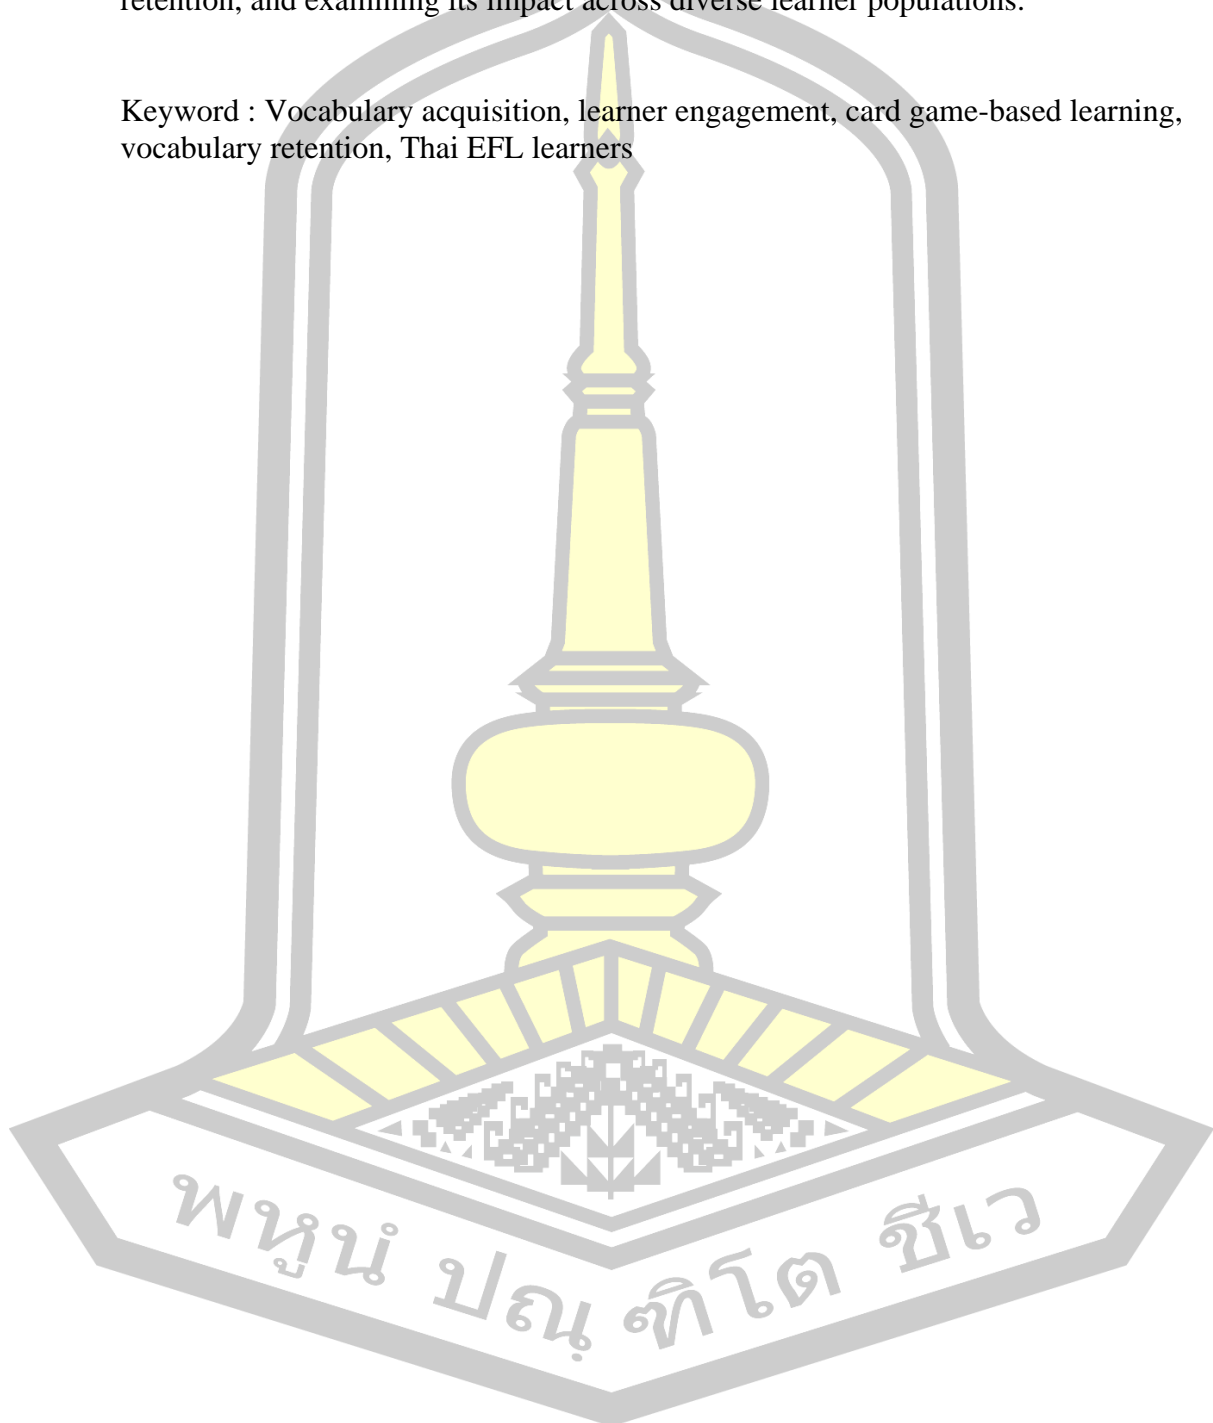 retention, and examining its impact across diverse learner populations.
Keyword : Vocabulary acquisition, learner engagement, card game-based learning,
vocabulary retention, Thai EFL learners
พหูนํ ปณฺฑิโต ชีเว